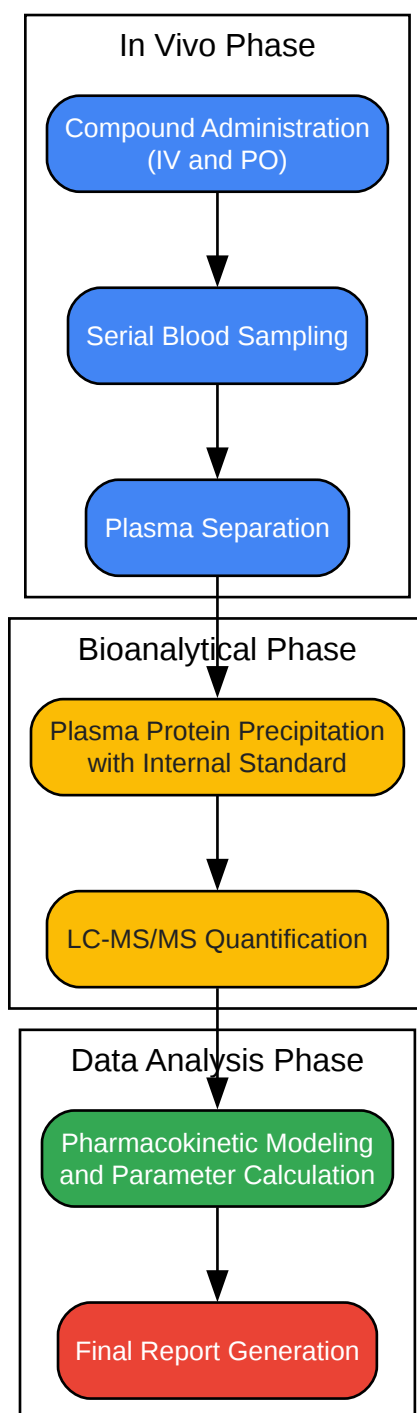 In Vivo Phase
Compound Administration
(IV and PO)
Serial Blood Sampling
Plasma Separation
Bioanalytical Phase
Plasma Protein Precipitation
with Internal Standard
LC-MS/MS Quantification
Data Analysis Phase
Pharmacokinetic Modeling
and Parameter Calculation
Final Report Generation